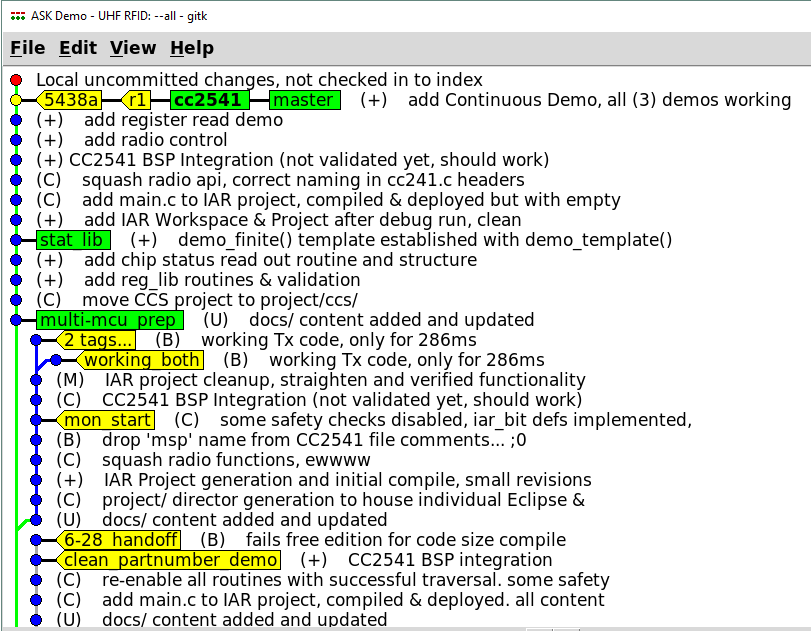 ASK Demo - UHF RFID: --all - gitk
File Edit View Help
Local uncommitted changes, not checked in to index
5438a r1 cc2541 master (+) add Continuous Demo, all (3) demos working
(+) add register read demo
(+) add radio control
(+) CC2541 BSP Integration (not validated yet, should work)
(C) squash radio api, correct naming in cc241.c headers
(C) add main.c to IAR project, compiled & deployed but with empty
(+) add IAR Workspace & Project after debug run, clean
stat_lib (+) demo_finite() template established with demo_template()
(+) add chip status read out routine and structure
(+) add reg_lib routines & validation
(C) move CCS project to project/ccs/
multi-mcu_prep (U) docs/ content added and updated
2 tags... (B) working Tx code, only for 286ms
working_both (B) working Tx code, only for 286ms
(M) IAR project cleanup, straighten and verified functionality
(C) CC2541 BSP Integration (not validated yet, should work)
mon_start (C) some safety checks disabled, iar_bit defs implemented,
(B) drop 'msp' name from CC2541 file comments... ;0
(C) squash radio functions, ewwww
(+) IAR Project generation and initial compile, small revisions
(C) project/ director generation to house individual Eclipse &
(U) docs/ content added and updated
6-28_handoff (B) fails free edition for code size compile
clean_partnumber_demo (+) CC2541 BSP integration
(C) re-enable all routines with successful traversal. some safety
(C) add main.c to IAR project, compiled & deployed. all content
(U) docs/ content added and updated